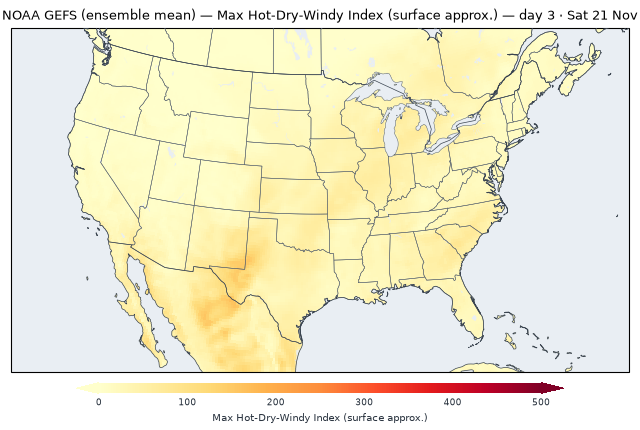 NOAA GEFS (ensemble mean) — Max Hot-Dry-Windy Index (surface approx.) — day 3 · Sat 21 Nov
0 100 200 300 400 500
Max Hot-Dry-Windy Index (surface approx.)